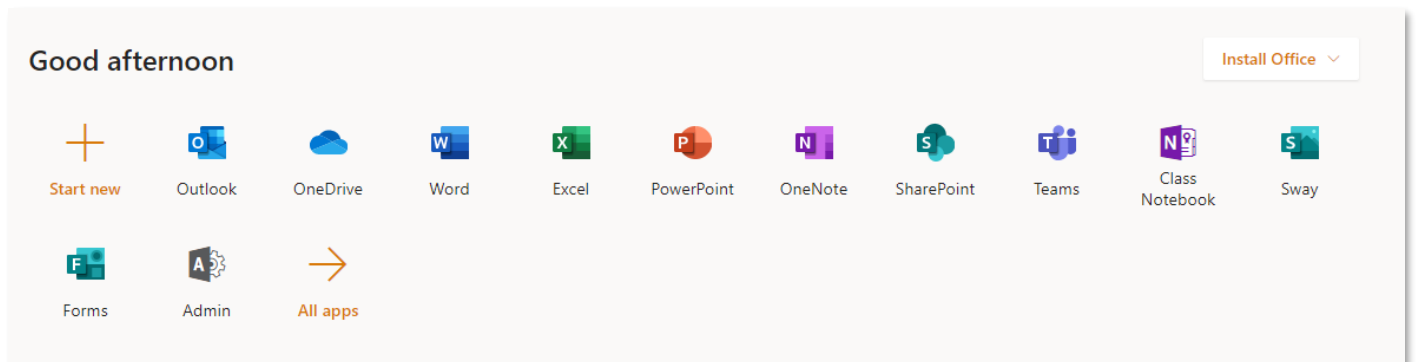 Good afternoon
Install Office
Start new
Outlook
OneDrive
Word
Excel
PowerPoint
OneNote
SharePoint
Teams
Class
Notebook
Sway
Forms
Admin
All apps